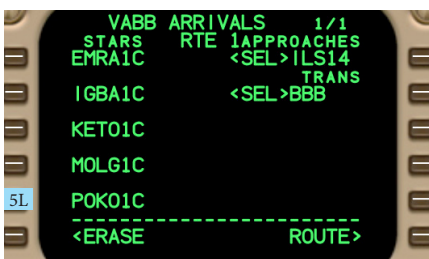 VABB ARRIVALS 1/1
STARS RTE 1APPROACHES
EMRA1C <SEL>ILS14
TRANS
IGBA1C <SEL>BBB
KETO1C
MOLG1C
5L POKO1C
------------------------
<ERASE ROUTE>